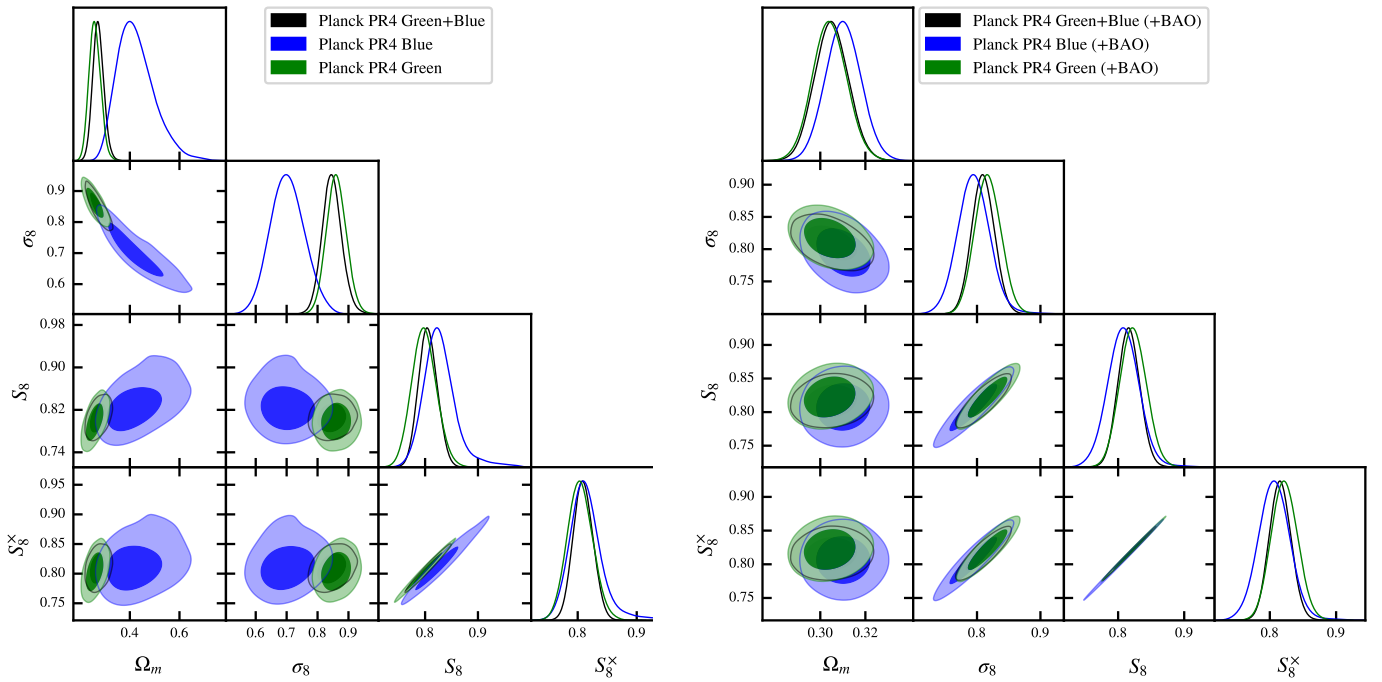 Planck PR4 Green+Blue
Planck PR4 Blue
Planck PR4 Green
0.9
0.8
0.7
0.6
σ8
0.98
0.90
0.82
0.74
S8
0.95
0.90
0.85
0.80
0.75
S8×
0.4 0.6
0.6 0.7 0.8 0.9
0.8 0.9
0.8 0.9
Ωm σ8 S8 S8×
Planck PR4 Green+Blue (+BAO)
Planck PR4 Blue (+BAO)
Planck PR4 Green (+BAO)
0.90
0.85
0.80
0.75
σ8
0.90
0.85
0.80
0.75
S8
0.90
0.85
0.80
0.75
S8×
0.30 0.32
0.8 0.9
0.8 0.9
0.8 0.9
Ωm σ8 S8 S8×